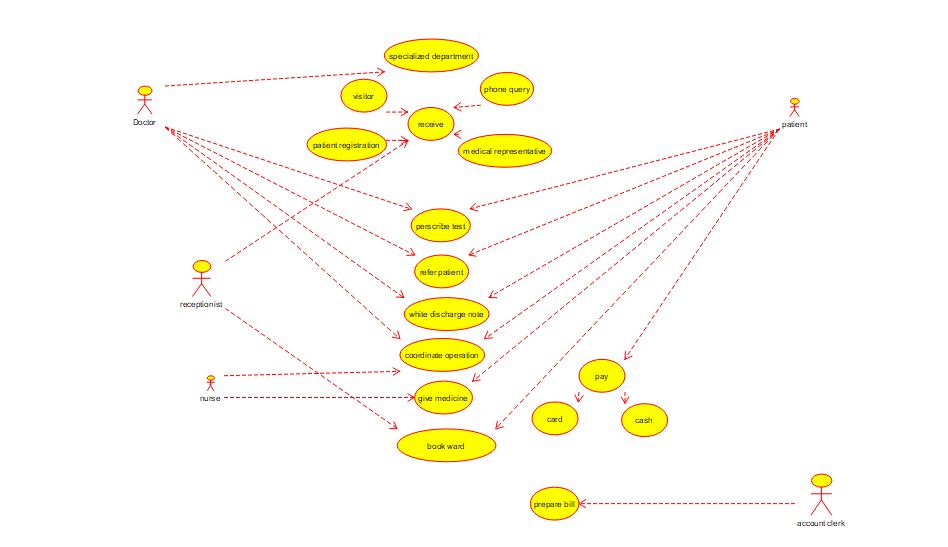 specialized department
visitor
phone query
Doctor
receive
patient
patient registration
medical representative
perscribe test
refer patient
receptionist
white discharge note
coordinate operation
pay
nurse
give medicine
card
cash
book ward
prepare bill
account clerk